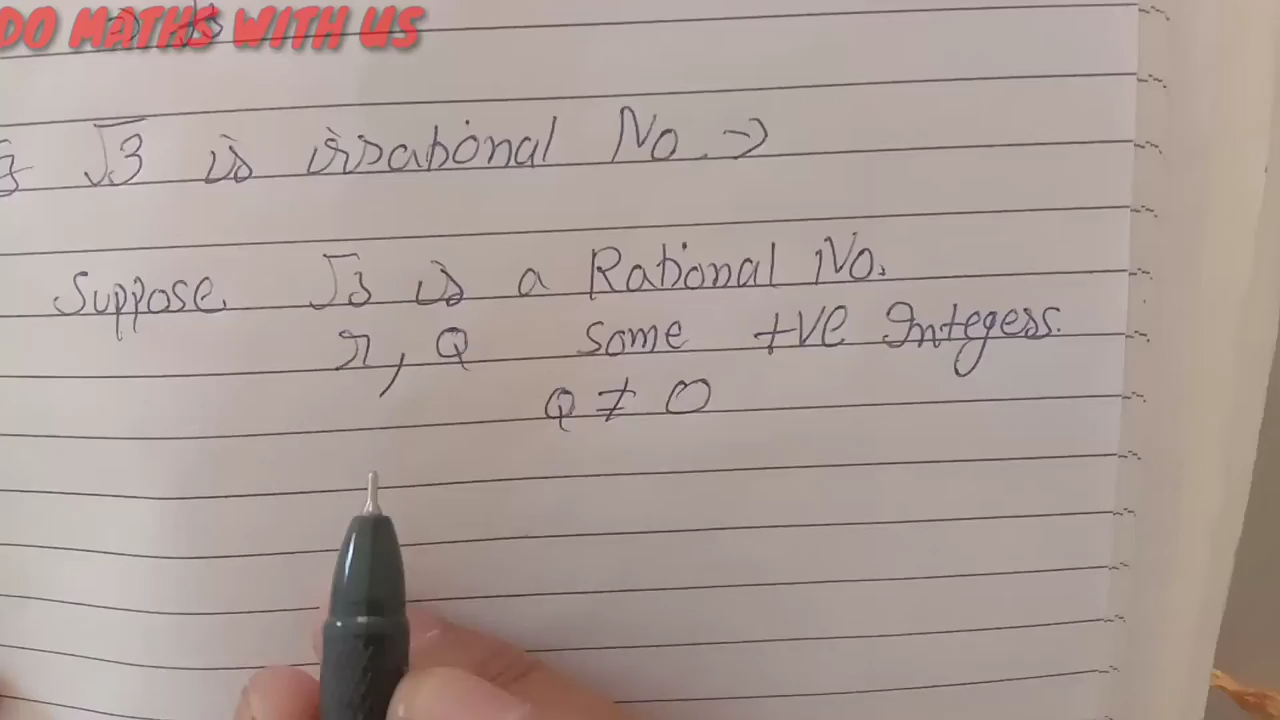 DO MATHS WITH US
√3 is irrational No. →
Suppose √3 is a Rational No.
r, Q some +ve Integers.
Q ≠ 0